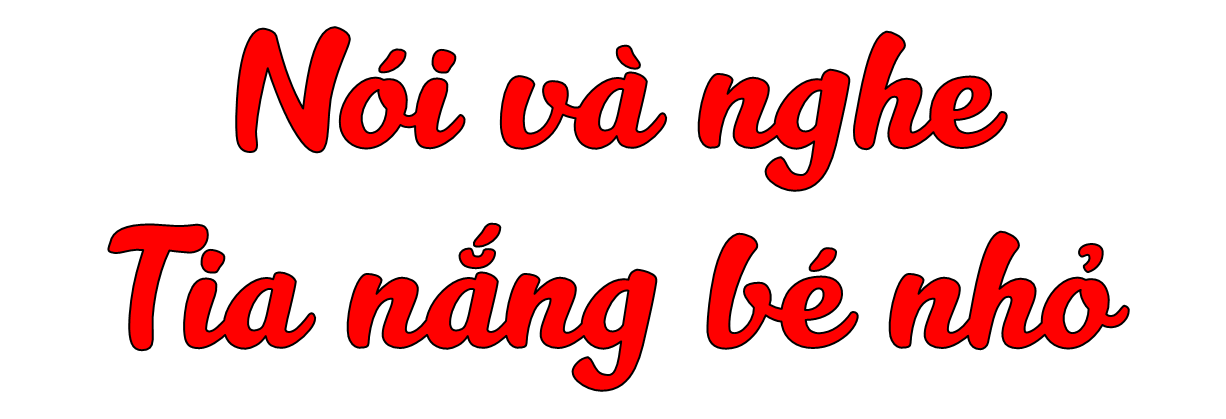 Nói và nghe
Tia nắng bé nhỏ